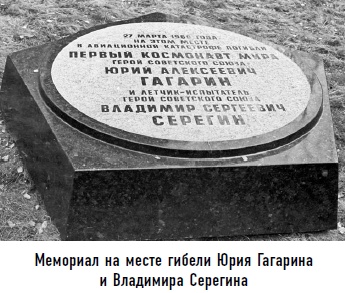 27 МАРТА 1968 ГОДА
НА ЭТОМ МЕСТЕ
В АВИАЦИОННОЙ КАТАСТРОФЕ ПОГИБЛИ
ПЕРВЫЙ КОСМОНАВТ МИРА
ГЕРОЙ СОВЕТСКОГО СОЮЗА
ЮРИЙ АЛЕКСЕЕВИЧ
ГАГАРИН
И ЛЕТЧИК-ИСПЫТАТЕЛЬ
ГЕРОЙ СОВЕТСКОГО СОЮЗА
ВЛАДИМИР СЕРГЕЕВИЧ
СЕРЕГИН
Мемориал на месте гибели Юрия Гагарина
и Владимира Серегина